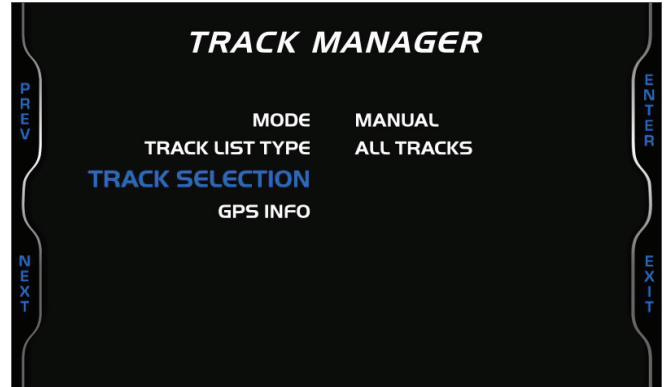 TRACK MANAGER
PREV
ENTER
MODE MANUAL
TRACK LIST TYPE ALL TRACKS
TRACK SELECTION
GPS INFO
NEXT
EXIT